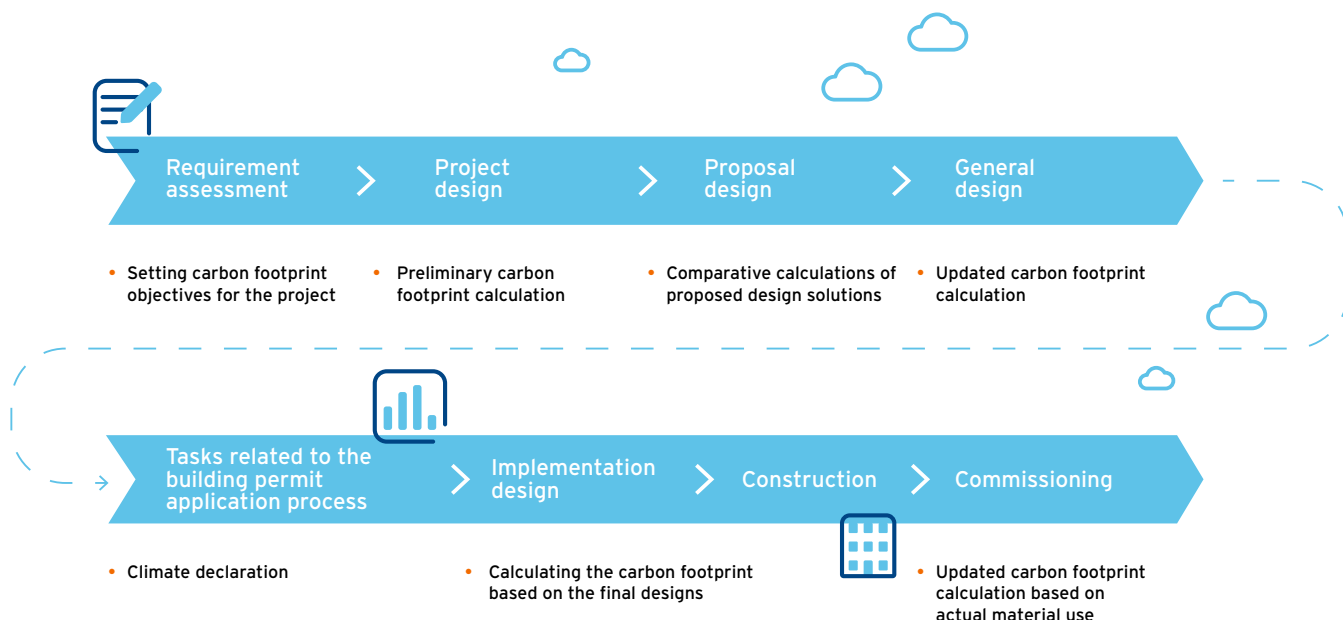 Requirement
assessment
Project
design
Proposal
design
General
design
• Setting carbon footprint
objectives for the project
• Preliminary carbon
footprint calculation
• Comparative calculations of
proposed design solutions
• Updated carbon footprint
calculation
Tasks related to the
building permit
application process
Implementation
design
Construction
Commissioning
• Climate declaration
• Calculating the carbon footprint
based on the final designs
• Updated carbon footprint
calculation based on
actual material use